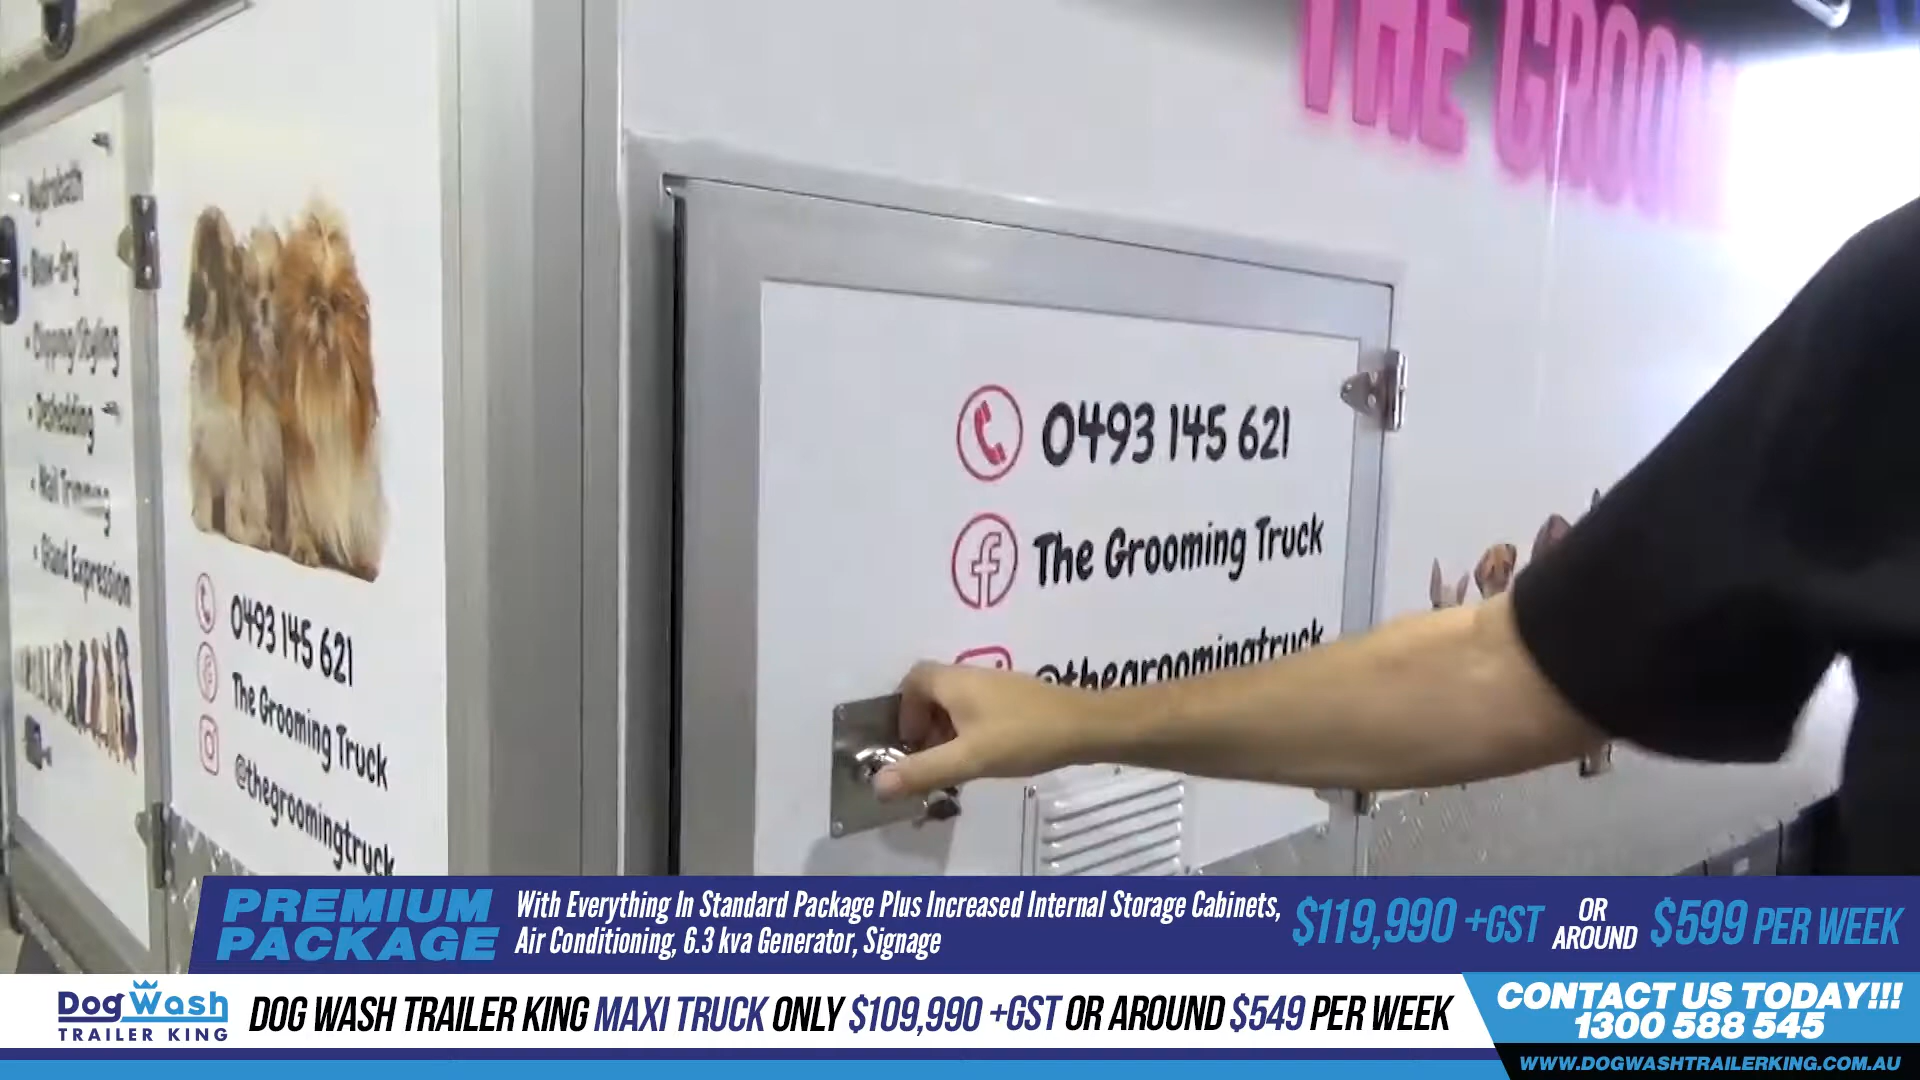 THE GROOM
- Hydrobath
- Blow-dry
- Clipping/Styling
- Deshedding
- Nail Trimming
- Gland Expression
0493 145 621
The Grooming Truck
@thegroomingtruck
0493 145 621
The Grooming Truck
@thegroomingtruck
PREMIUM
PACKAGE
With Everything In Standard Package Plus Increased Internal Storage Cabinets,
Air Conditioning, 6.3 kva Generator, Signage
$119,990 +GST
OR
AROUND
$599 PER WEEK
Dog Wash
TRAILER KING
DOG WASH TRAILER KING MAXI TRUCK ONLY $109,990 +GST OR AROUND $549 PER WEEK
CONTACT US TODAY!!!
1300 588 545
WWW.DOGWASHTRAILERKING.COM.AU